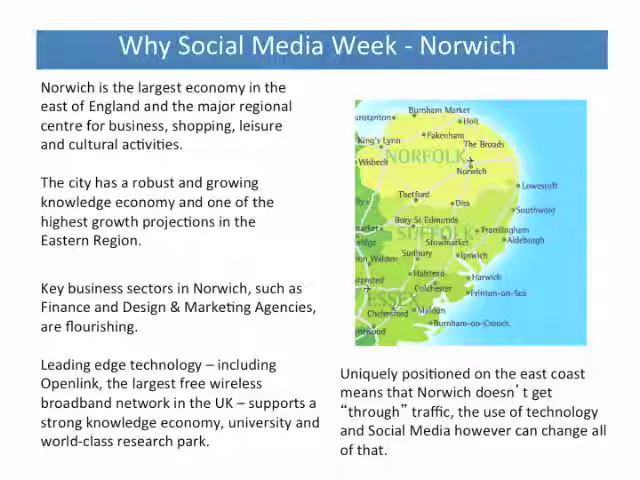 Why Social Media Week - Norwich
Norwich is the largest economy in the
east of England and the major regional
centre for business, shopping, leisure
and cultural activities.
The city has a robust and growing
knowledge economy and one of the
highest growth projections in the
Eastern Region.
Key business sectors in Norwich, such as
Finance and Design & Marketing Agencies,
are flourishing.
Leading edge technology – including
Openlink, the largest free wireless
broadband network in the UK – supports a
strong knowledge economy, university and
world-class research park.
Burnham Market
unstanton
Holt
Fakenham
King's Lynn
The Broads
NORFOLK
Wisbech
Norwich
Lowestoft
Thetford
Diss
Southwold
Bury St Edmunds
market
SUFFOLK
Framlingham
Stowmarket
Aldeburgh
Sudbury
Ipswich
on Walden
Halstead
Harwich
ansted
Colchester
Frinton-on-Sea
ESSEX
Maldon
Chelmsford
Burnham-on-Crouch
Uniquely positioned on the east coast
means that Norwich doesn’t get
“through” traffic, the use of technology
and Social Media however can change all
of that.